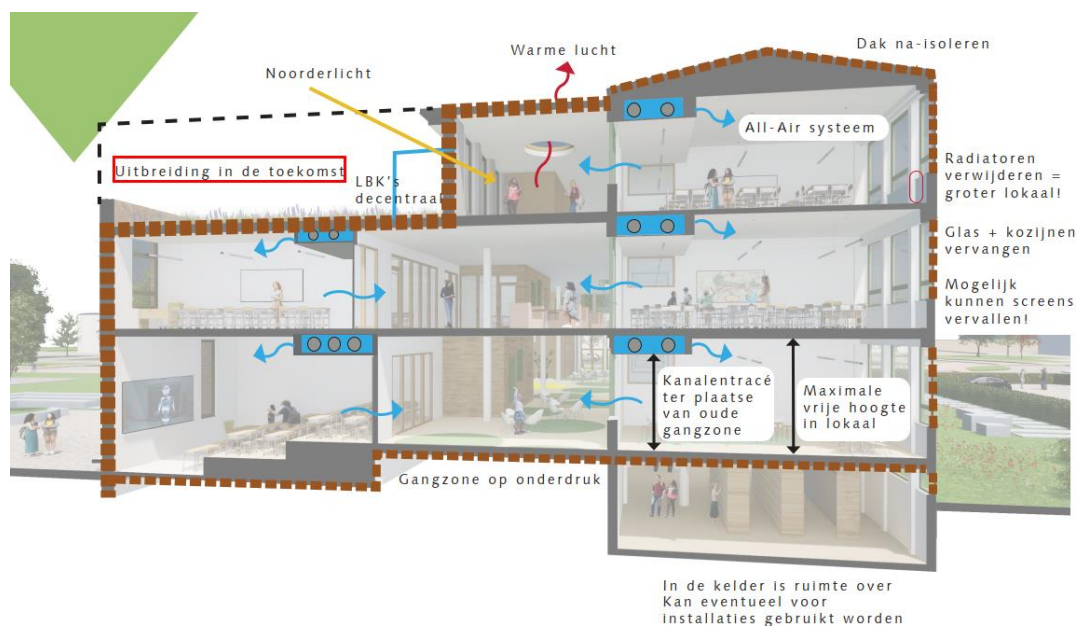 Warme lucht
Dak na-isoleren
Noorderlicht
All-Air systeem
Uitbreiding in de toekomst
LBK's
decentraal
Radiatoren
verwijderen =
groter lokaal!
Glas + kozijnen
vervangen
Mogelijk
kunnen screens
vervallen!
Kanalentracé
ter plaatse
van oude
gangzone
Maximale
vrije hoogte
in lokaal
Gangzone op onderdruk
In de kelder is ruimte over
Kan eventueel voor
installaties gebruikt worden